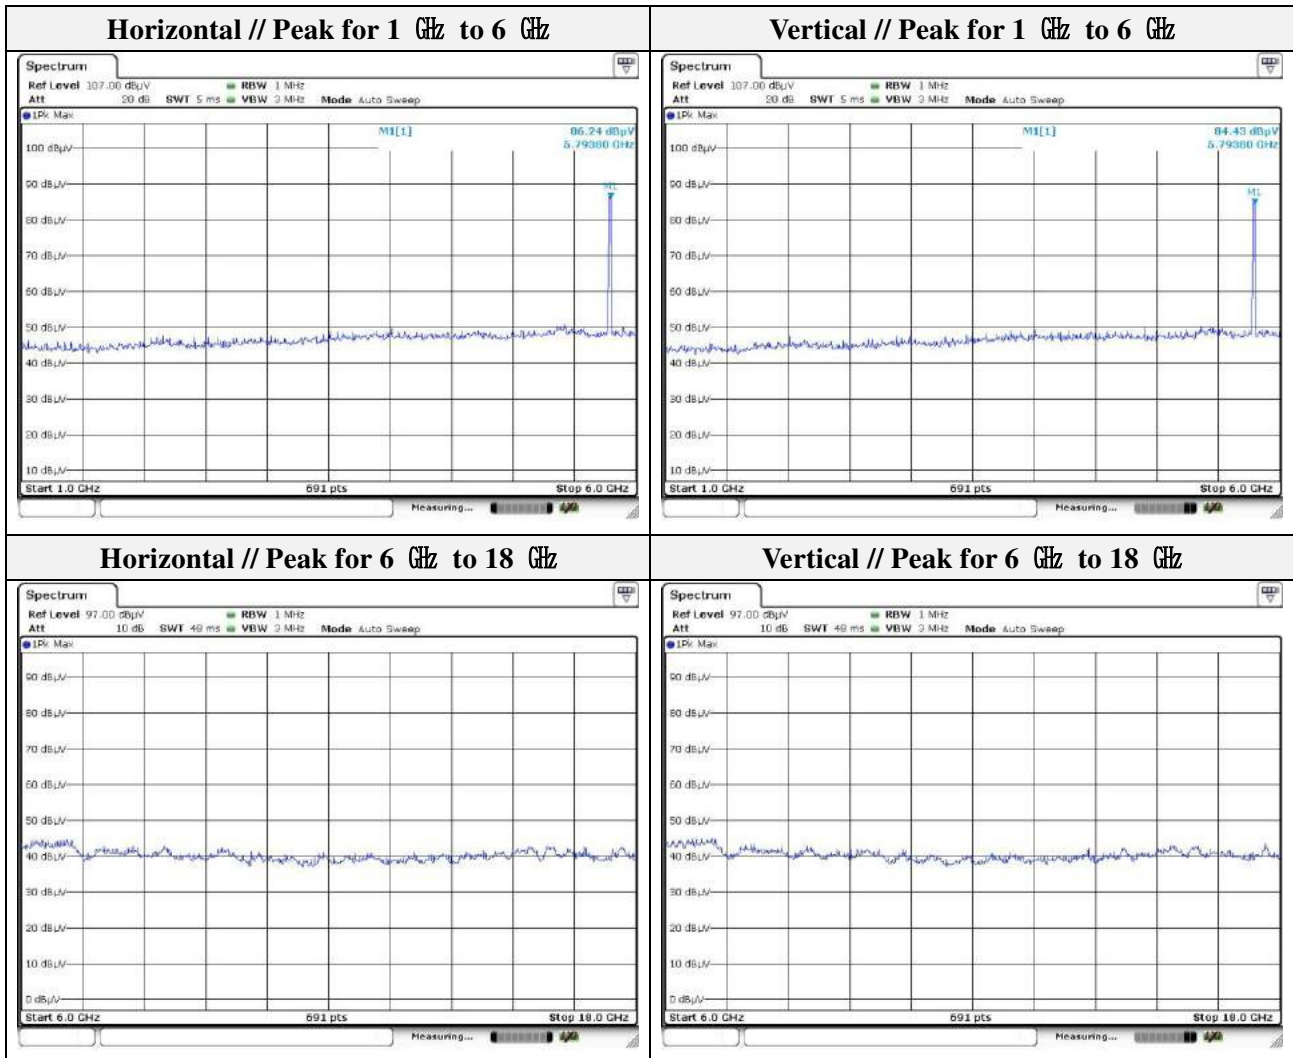 Horizontal // Peak for 1 ㎓ to 6 ㎓
Spectrum
Ref Level 107.00 dBµV RBW 1 MHz
Att 20 dB SWT 5 ms VBW 3 MHz Mode Auto Sweep
1Pk Max
M1[1] 86.24 dBµV
5.79380 GHz
100 dBµV
M1
90 dBµV
80 dBµV
70 dBµV
60 dBµV
50 dBµV
40 dBµV
30 dBµV
20 dBµV
10 dBµV
Start 1.0 GHz 691 pts Stop 6.0 GHz
Measuring...
Vertical // Peak for 1 ㎓ to 6 ㎓
Spectrum
Ref Level 107.00 dBµV RBW 1 MHz
Att 20 dB SWT 5 ms VBW 3 MHz Mode Auto Sweep
1Pk Max
M1[1] 84.43 dBµV
5.79380 GHz
100 dBµV
90 dBµV
M1
80 dBµV
70 dBµV
60 dBµV
50 dBµV
40 dBµV
30 dBµV
20 dBµV
10 dBµV
Start 1.0 GHz 691 pts Stop 6.0 GHz
Measuring...
Horizontal // Peak for 6 ㎓ to 18 ㎓
Spectrum
Ref Level 97.00 dBµV RBW 1 MHz
Att 10 dB SWT 48 ms VBW 3 MHz Mode Auto Sweep
1Pk Max
90 dBµV
80 dBµV
70 dBµV
60 dBµV
50 dBµV
40 dBµV
30 dBµV
20 dBµV
10 dBµV
0 dBµV
Start 6.0 GHz 691 pts Stop 18.0 GHz
Measuring...
Vertical // Peak for 6 ㎓ to 18 ㎓
Spectrum
Ref Level 97.00 dBµV RBW 1 MHz
Att 10 dB SWT 48 ms VBW 3 MHz Mode Auto Sweep
1Pk Max
90 dBµV
80 dBµV
70 dBµV
60 dBµV
50 dBµV
40 dBµV
30 dBµV
20 dBµV
10 dBµV
0 dBµV
Start 6.0 GHz 691 pts Stop 18.0 GHz
Measuring...